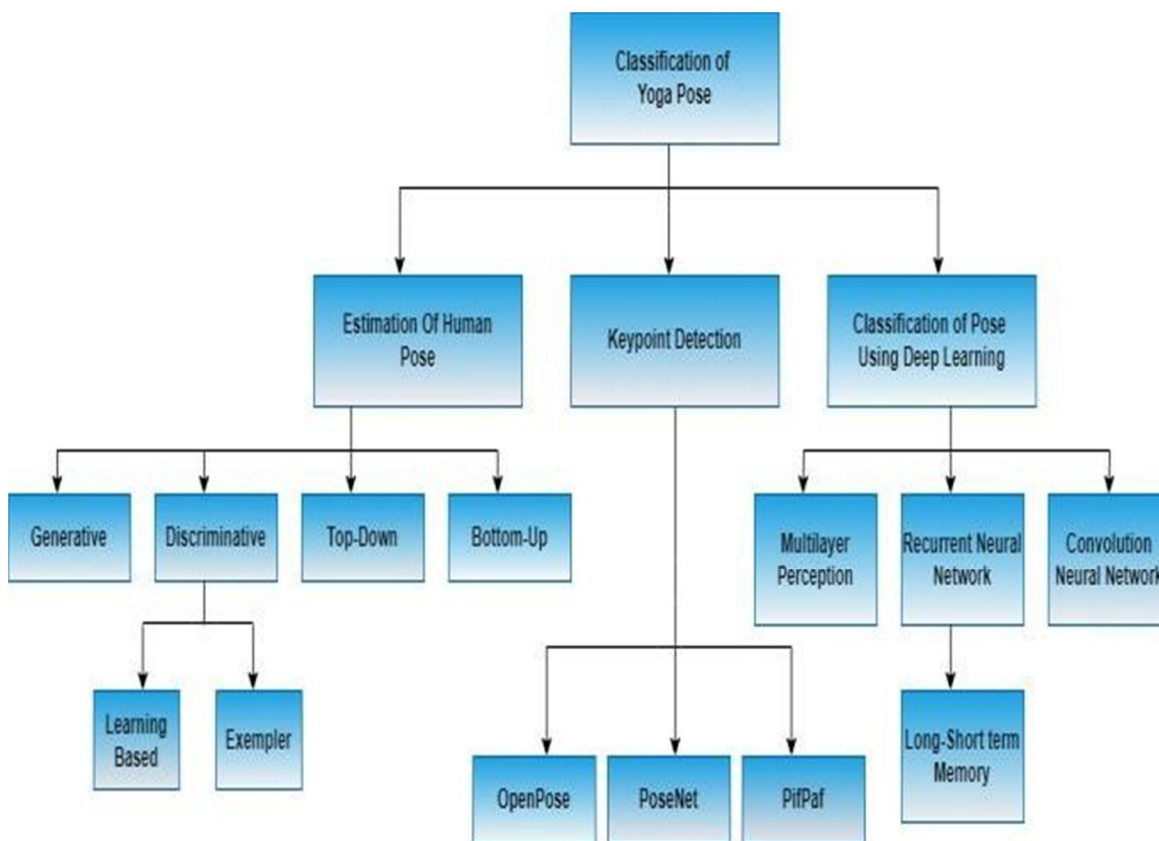 Classification of
Yoga Pose
Estimation Of Human
Pose
Keypoint Detection
Classification of Pose
Using Deep Learning
Generative
Discriminative
Top-Down
Bottom-Up
Multilayer
Perception
Recurrent Neural
Network
Convolution
Neural Network
Learning
Based
Exempler
Long-Short term
Memory
OpenPose
PoseNet
PifPaf